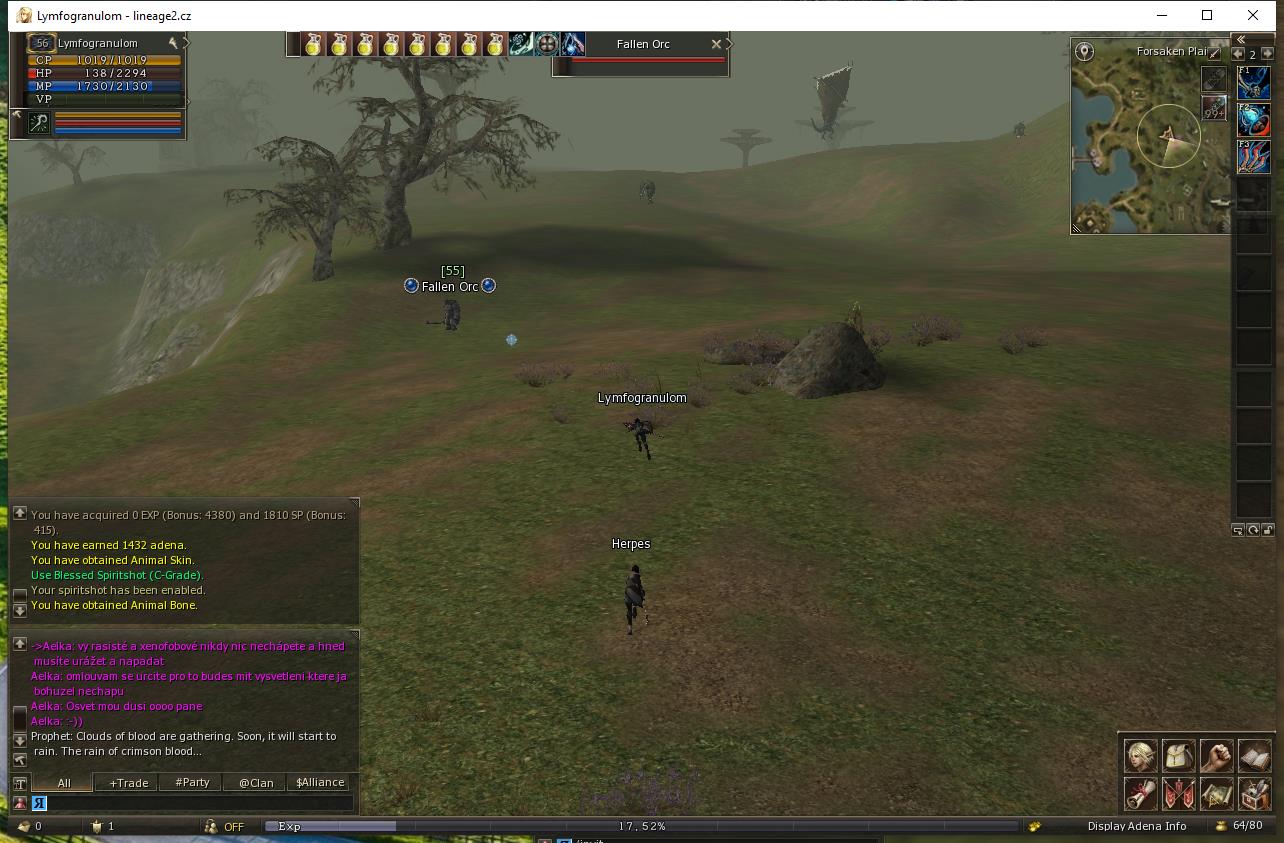 Lymfogranulom - lineage2.cz
56 Lymfogranulom
CP 1019/1019
HP 138/2294
MP 1730/2130
VP
Fallen Orc
Forsaken Plai
2
99+
F1
F2
F3
[55]
Fallen Orc
Lymfogranulom
Herpes
You have acquired 0 EXP (Bonus: 4380) and 1810 SP (Bonus:
415).
You have earned 1432 adena.
You have obtained Animal Skin.
Use Blessed Spiritshot (C-Grade).
Your spiritshot has been enabled.
You have obtained Animal Bone.
->Aelka: vy rasisté a xenofobové nikdy nic nechápete a hned
musíte urážet a napadat
Aelka: omlouvam se urcite pro to budes mit vysvetleni ktere ja
bohuzel nechapu
Aelka: Osvet mou dusi oooo pane
Aelka: :-))
Prophet: Clouds of blood are gathering. Soon, it will start to
rain. The rain of crimson blood...
All +Trade #Party @Clan $Alliance
0 1 OFF Exp 17,52% Display Adena Info 64/80